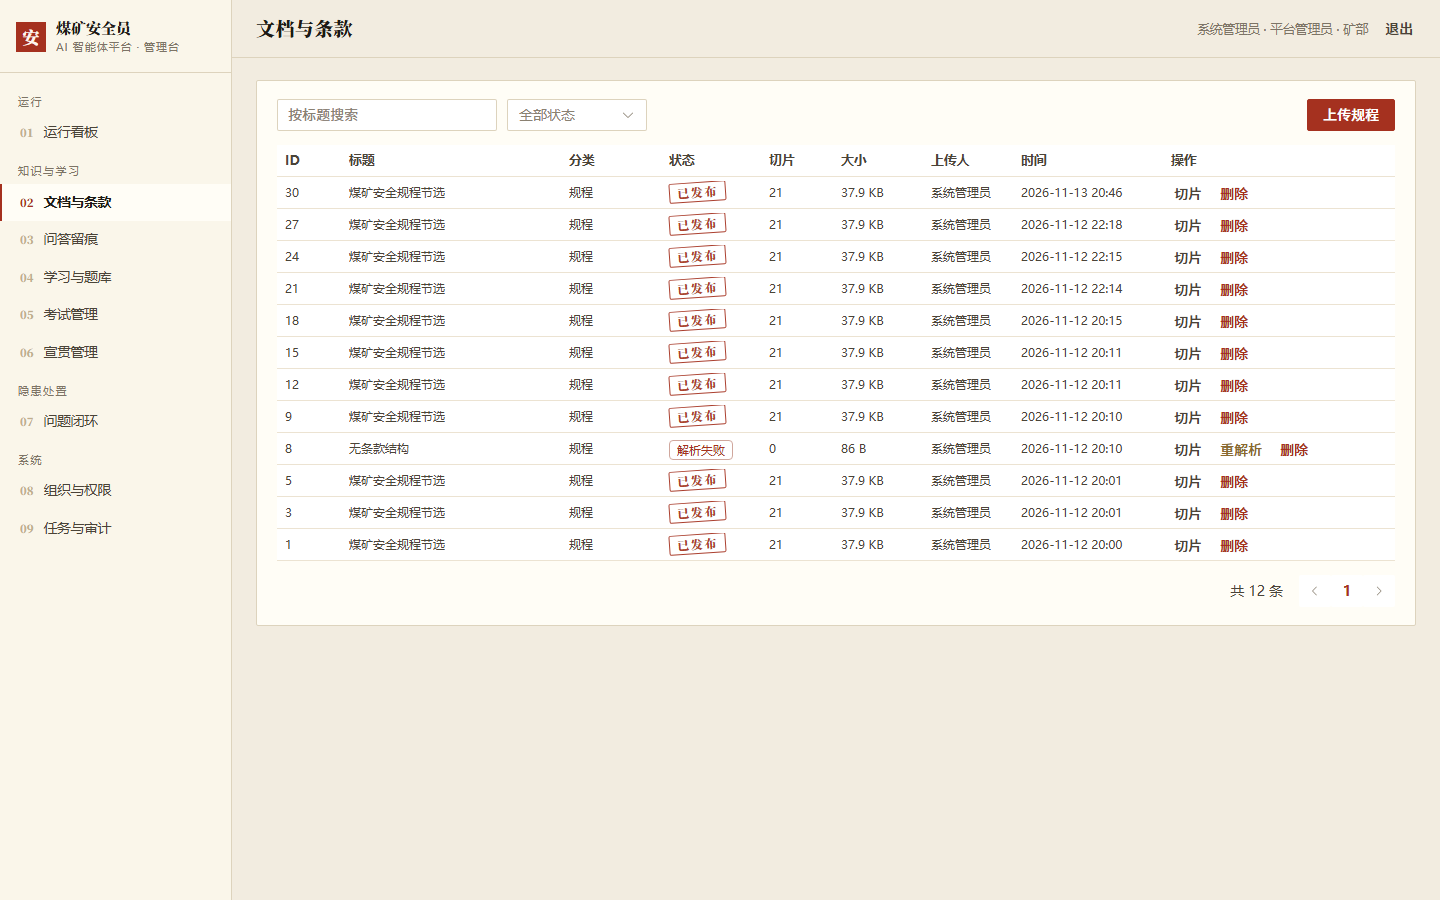 安
煤矿安全员
AI 智能体平台 · 管理台
运行
01 运行看板
知识与学习
02 文档与条款
03 问答留痕
04 学习与题库
05 考试管理
06 宣贯管理
隐患处置
07 问题闭环
系统
08 组织与权限
09 任务与审计
文档与条款
系统管理员 · 平台管理员 · 矿部 退出
按标题搜索 全部状态 上传规程
ID 标题 分类 状态 切片 大小 上传人 时间 操作
30 煤矿安全规程节选 规程 已发布 21 37.9 KB 系统管理员 2026-11-13 20:46 切片 删除
27 煤矿安全规程节选 规程 已发布 21 37.9 KB 系统管理员 2026-11-12 22:18 切片 删除
24 煤矿安全规程节选 规程 已发布 21 37.9 KB 系统管理员 2026-11-12 22:15 切片 删除
21 煤矿安全规程节选 规程 已发布 21 37.9 KB 系统管理员 2026-11-12 22:14 切片 删除
18 煤矿安全规程节选 规程 已发布 21 37.9 KB 系统管理员 2026-11-12 20:15 切片 删除
15 煤矿安全规程节选 规程 已发布 21 37.9 KB 系统管理员 2026-11-12 20:11 切片 删除
12 煤矿安全规程节选 规程 已发布 21 37.9 KB 系统管理员 2026-11-12 20:11 切片 删除
9 煤矿安全规程节选 规程 已发布 21 37.9 KB 系统管理员 2026-11-12 20:10 切片 删除
8 无条款结构 规程 解析失败 0 86 B 系统管理员 2026-11-12 20:10 切片 重解析 删除
5 煤矿安全规程节选 规程 已发布 21 37.9 KB 系统管理员 2026-11-12 20:01 切片 删除
3 煤矿安全规程节选 规程 已发布 21 37.9 KB 系统管理员 2026-11-12 20:01 切片 删除
1 煤矿安全规程节选 规程 已发布 21 37.9 KB 系统管理员 2026-11-12 20:00 切片 删除
共 12 条 1